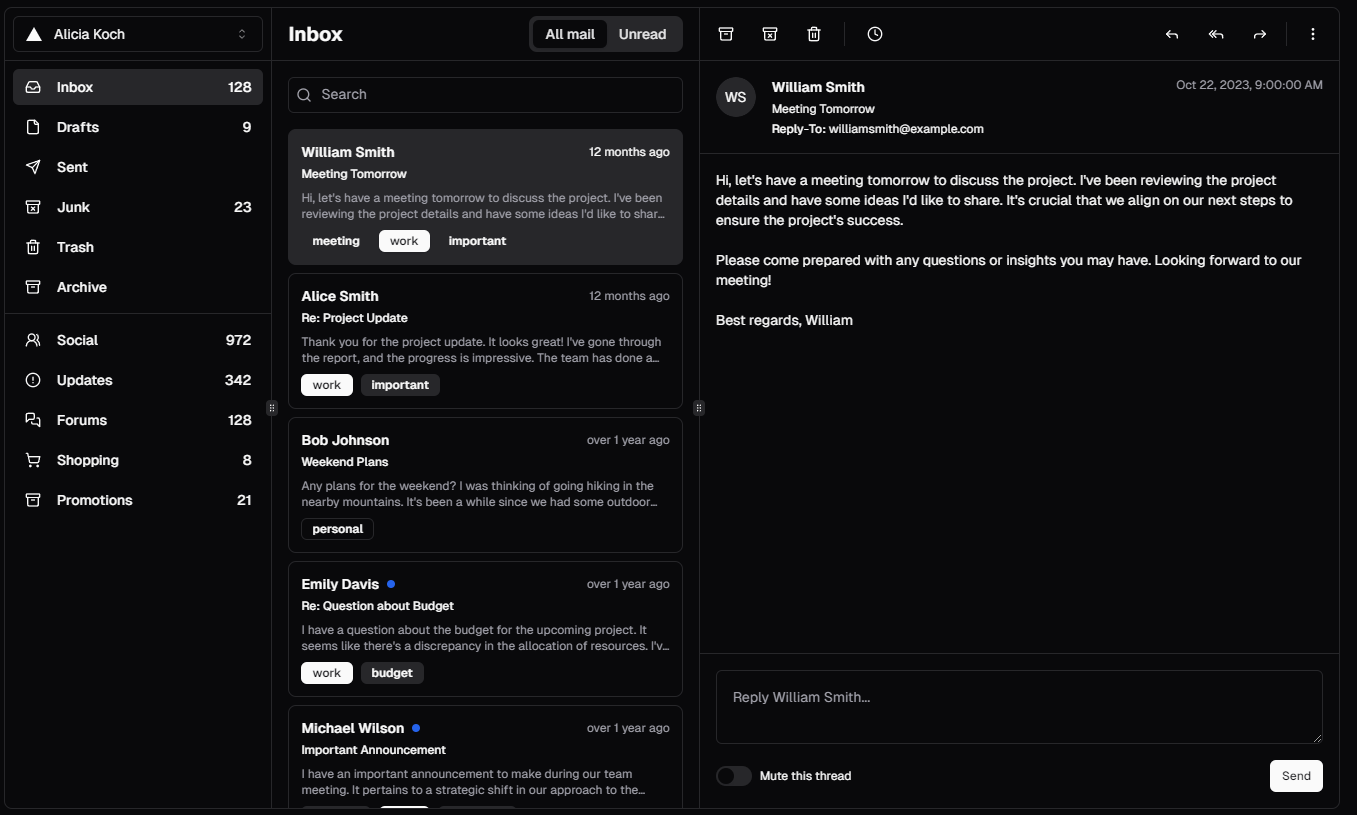 Alicia Koch
Inbox 128
Drafts 9
Sent
Junk 23
Trash
Archive
Social 972
Updates 342
Forums 128
Shopping 8
Promotions 21
Inbox
All mail Unread
Search
William Smith 12 months ago
Meeting Tomorrow
Hi, let's have a meeting tomorrow to discuss the project. I've been
reviewing the project details and have some ideas I'd like to shar…
meeting work important
Alice Smith 12 months ago
Re: Project Update
Thank you for the project update. It looks great! I've gone through
the report, and the progress is impressive. The team has done a…
work important
Bob Johnson over 1 year ago
Weekend Plans
Any plans for the weekend? I was thinking of going hiking in the
nearby mountains. It's been a while since we had some outdoor…
personal
Emily Davis over 1 year ago
Re: Question about Budget
I have a question about the budget for the upcoming project. It
seems like there's a discrepancy in the allocation of resources. I'v…
work budget
Michael Wilson over 1 year ago
Important Announcement
I have an important announcement to make during our team
meeting. It pertains to a strategic shift in our approach to the…
WS
William Smith Oct 22, 2023, 9:00:00 AM
Meeting Tomorrow
Reply-To: williamsmith@example.com
Hi, let's have a meeting tomorrow to discuss the project. I've been reviewing the project
details and have some ideas I'd like to share. It's crucial that we align on our next steps to
ensure the project's success.
Please come prepared with any questions or insights you may have. Looking forward to our
meeting!
Best regards, William
Reply William Smith...
Mute this thread Send